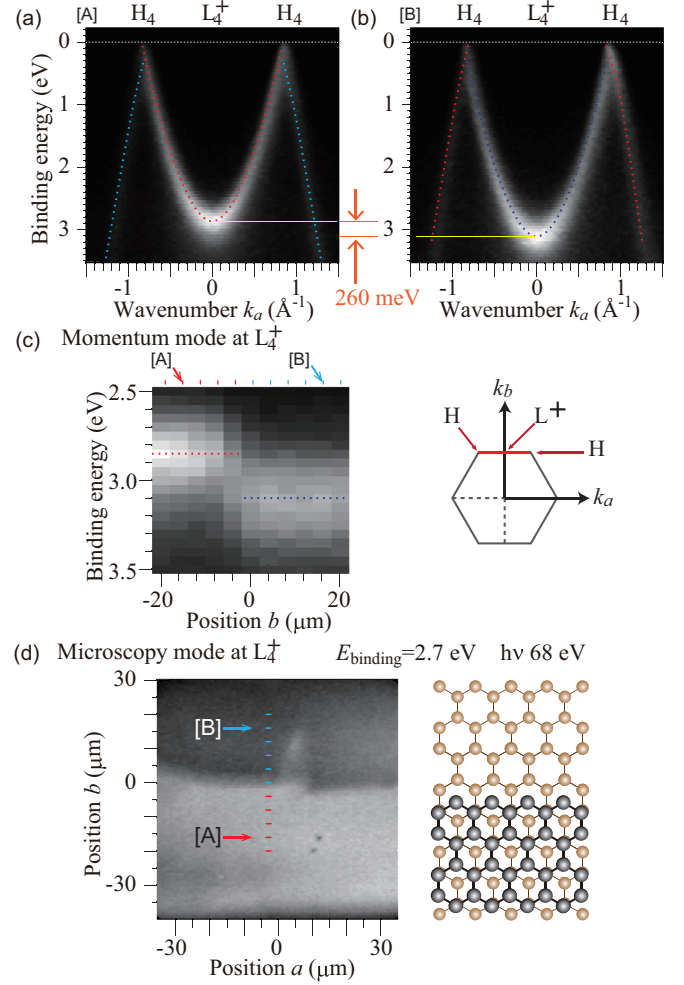 [A] H4 L4+ H4 [B] H4 L4+ H4
(a) (b)
0 0
1 1
2 2
3 3
Binding energy (eV)
-1 0 1 -1 0 1
Wavenumber ka (Å-1) 260 meV Wavenumber ka (Å-1)
(c) Momentum mode at L4+
[A] [B]
2.5
3.0
3.5
Binding energy (eV)
-20 0 20
Position b (μm)
kb
H L+
H
ka
(d) Microscopy mode at L4+ Ebinding=2.7 eV hν 68 eV
30
0
-30
Position b (μm)
[B]
[A]
-30 0 30
Position a (μm)